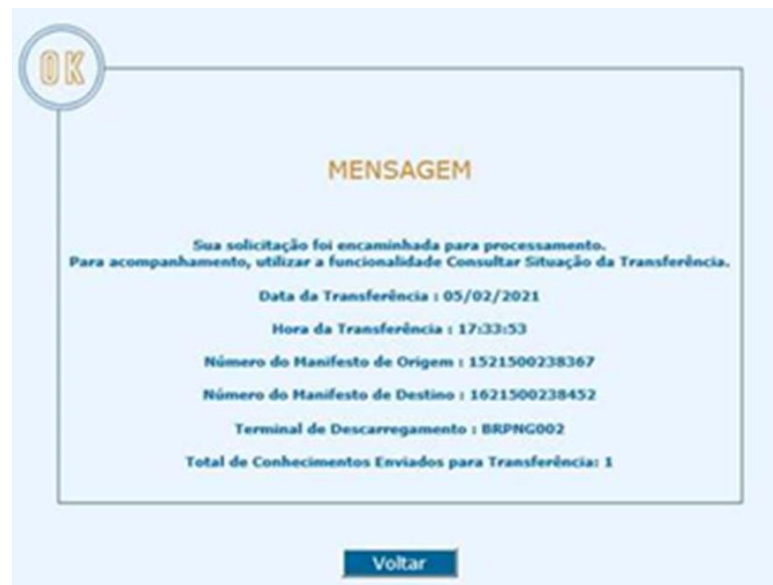 OK
MENSAGEM
Sua solicitação foi encaminhada para processamento.
Para acompanhamento, utilizar a funcionalidade Consultar Situação da Transferência.
Data da Transferência : 05/02/2021
Hora da Transferência : 17:33:53
Número do Manifesto de Origem : 1521500238367
Número do Manifesto de Destino : 1621500238452
Terminal de Descarregamento : BRPNG002
Total de Conhecimentos Enviados para Transferência: 1
Voltar